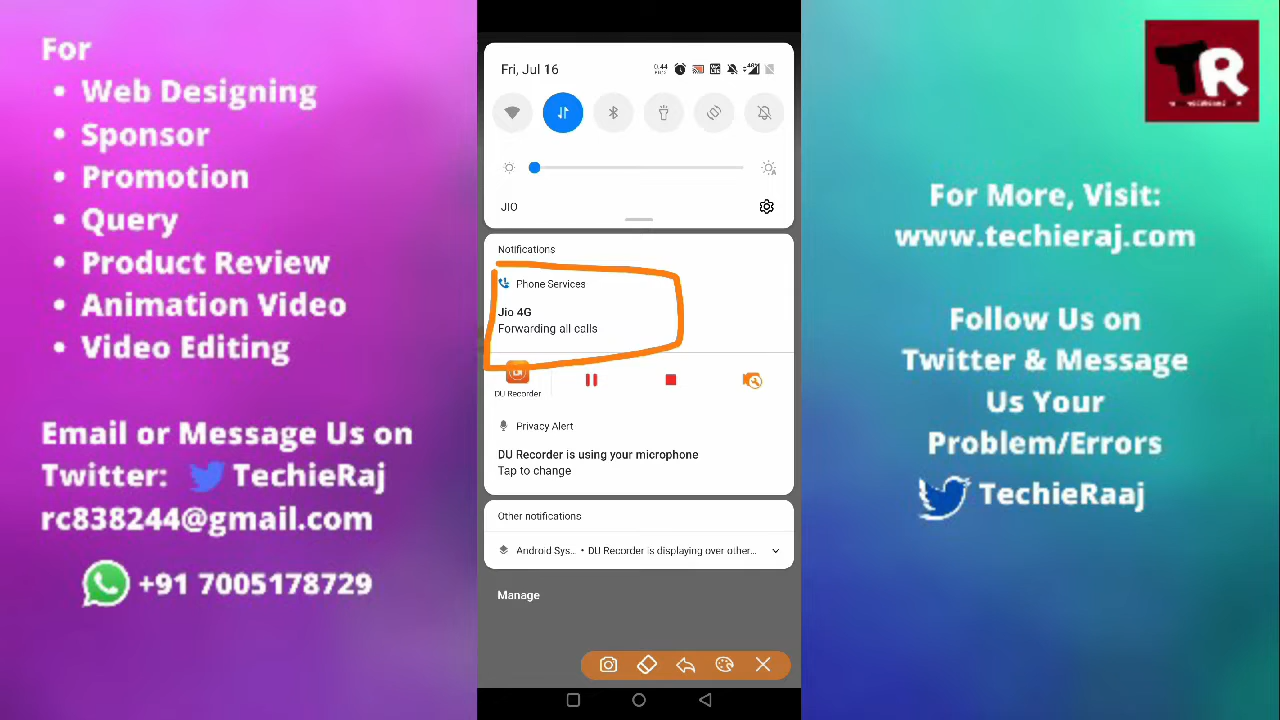 For
• Web Designing
• Sponsor
• Promotion
• Query
• Product Review
• Animation Video
• Video Editing
Email or Message Us on
Twitter: TechieRaj
rc838244@gmail.com
+91 7005178729
Fri, Jul 16
0.44
JIO
Notifications
Phone Services
Jio 4G
Forwarding all calls
DU Recorder
Privacy Alert
DU Recorder is using your microphone
Tap to change
Other notifications
Android Sys... • DU Recorder is displaying over other...
Manage
TR
For More, Visit:
www.techieraj.com
Follow Us on
Twitter & Message
Us Your
Problem/Errors
TechieRaaj